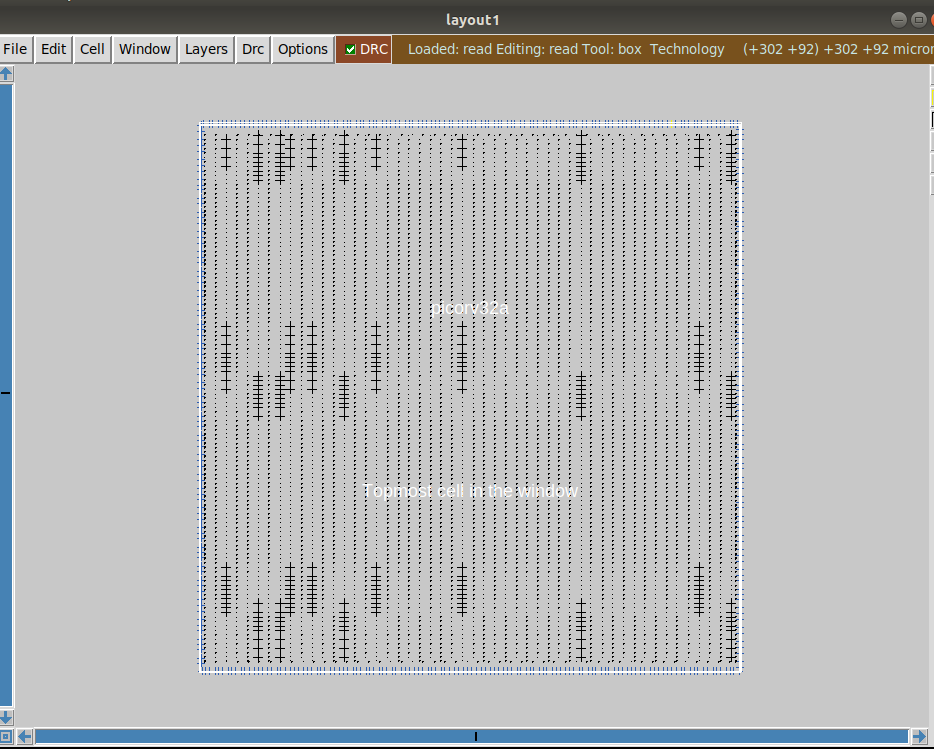 layout1
File Edit Cell Window Layers Drc Options DRC Loaded: read Editing: read Tool: box Technology (+302 +92) +302 +92 micror
picorv32a
Topmost cell in the window